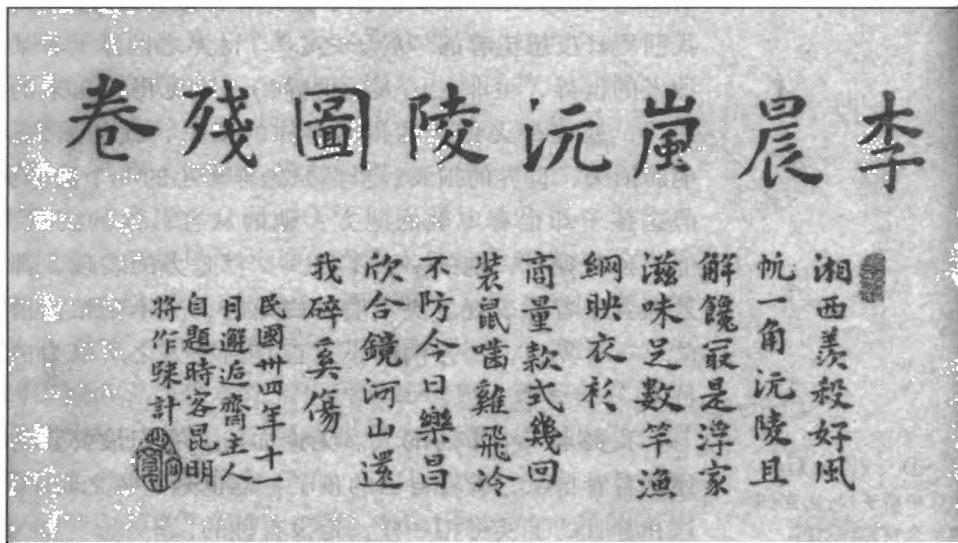 李晨嵐沅陵圖殘卷
湘西羨殺好風
帆一角沅陵且
解饞冣是浮家
滋味足數竿漁
網映衣衫
商量款式幾回
裝鼠嚙雞飛冷
不防今日樂昌
欣合鏡河山還
我碎奚傷
民國卅四年十一
月邂逅齋主人
自題時客昆明
將作歸計